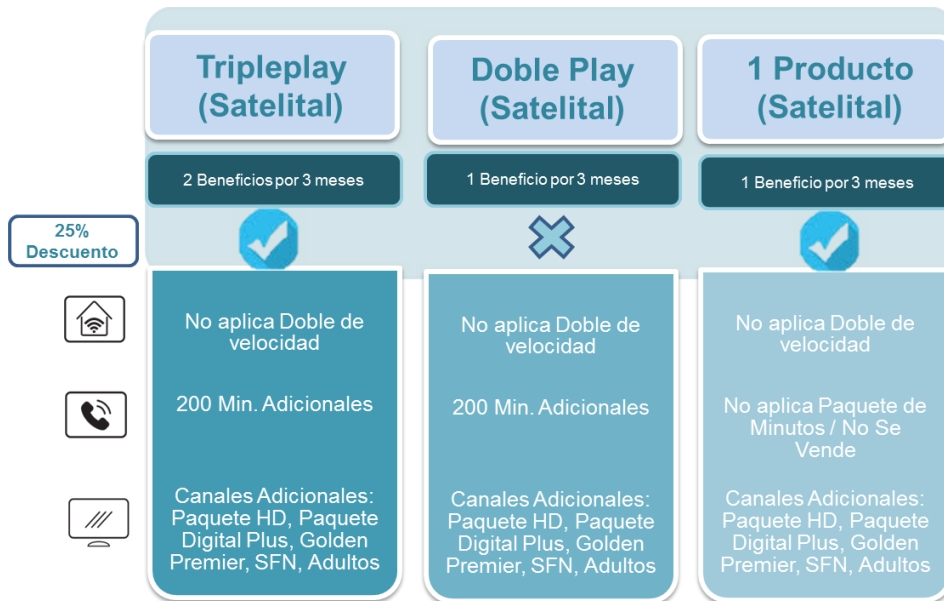 Tripleplay
(Satelital)
Doble Play
(Satelital)
1 Producto
(Satelital)
2 Beneficios por 3 meses
1 Beneficio por 3 meses
1 Beneficio por 3 meses
25%
Descuento
No aplica Doble de
velocidad
No aplica Doble de
velocidad
No aplica Doble de
velocidad
200 Min. Adicionales
200 Min. Adicionales
No aplica Paquete de
Minutos / No Se
Vende
Canales Adicionales:
Paquete HD, Paquete
Digital Plus, Golden
Premier, SFN, Adultos
Canales Adicionales:
Paquete HD, Paquete
Digital Plus, Golden
Premier, SFN, Adultos
Canales Adicionales:
Paquete HD, Paquete
Digital Plus, Golden
Premier, SFN, Adultos